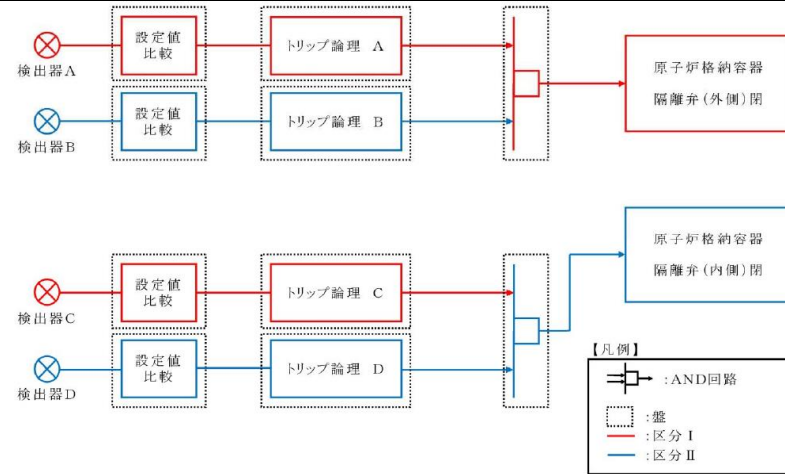 検出器A
設定値
比較
トリップ論理 A
原子炉格納容器
隔離弁(外側)閉
検出器B
設定値
比較
トリップ論理 B
検出器C
設定値
比較
トリップ論理 C
原子炉格納容器
隔離弁(内側)閉
検出器D
設定値
比較
トリップ論理 D
【凡例】
:AND回路
:盤
:区分Ⅰ
:区分Ⅱ